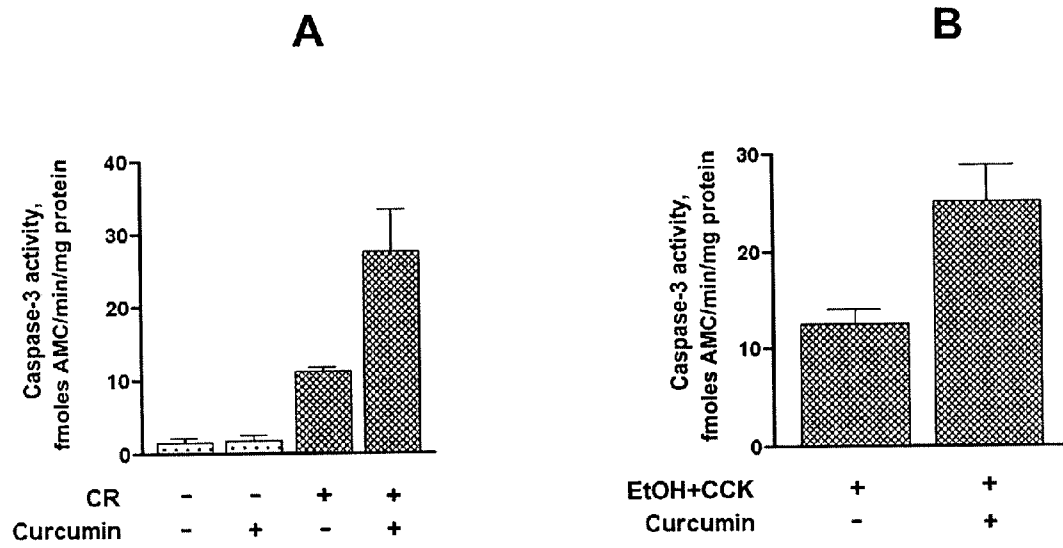 A
Caspase-3 activity,
fmoles AMC/min/mg protein
40
30
20
10
0
CR - - + +
Curcumin - + - +
B
Caspase-3 activity,
fmoles AMC/min/mg protein
30
20
10
0
EtOH+CCK + +
Curcumin - +